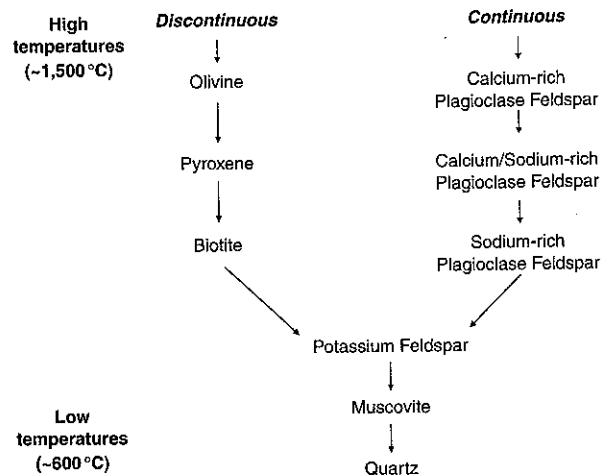 High
temperatures
(~1,500 °C)
Discontinuous
Olivine
Pyroxene
Biotite
Continuous
Calcium-rich
Plagioclase Feldspar
Calcium/Sodium-rich
Plagioclase Feldspar
Sodium-rich
Plagioclase Feldspar
Potassium Feldspar
Muscovite
Quartz
Low
temperatures
(~600 °C)